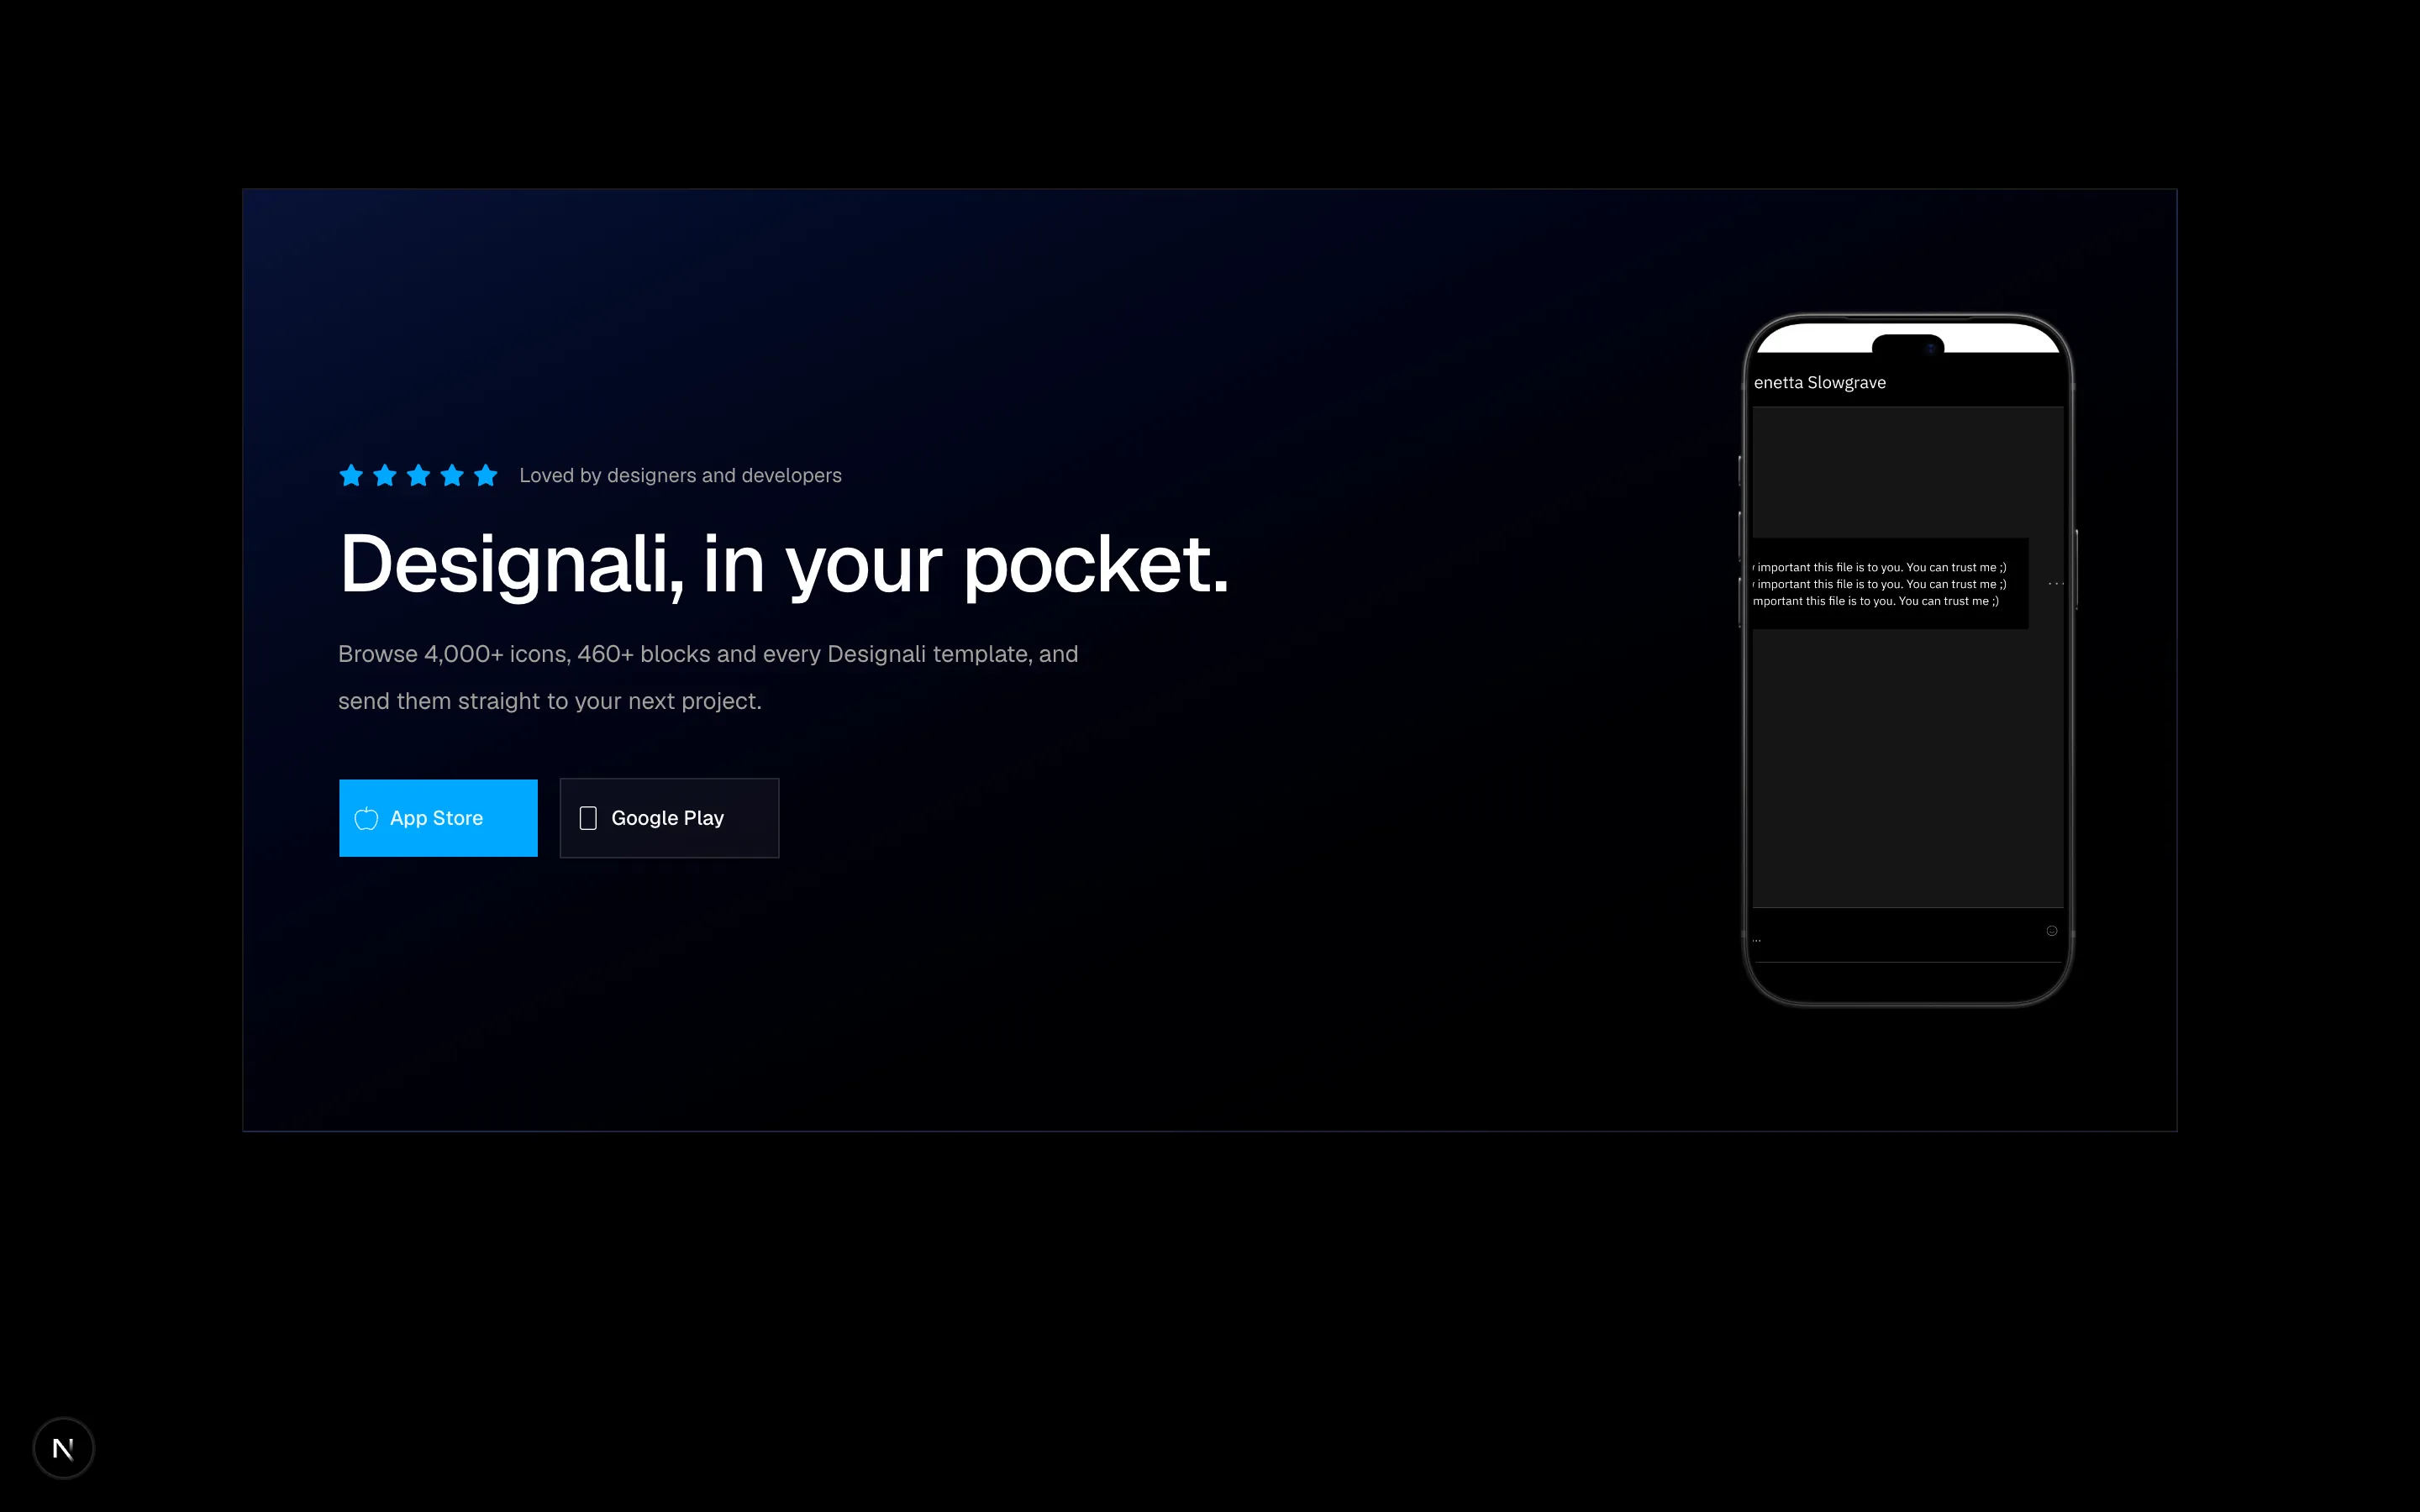 Loved by designers and developers
Designali, in your pocket.
Browse 4,000+ icons, 460+ blocks and every Designali template, and
send them straight to your next project.
App Store
Google Play
enetta Slowgrave
important this file is to you. You can trust me ;)
important this file is to you. You can trust me ;)
mportant this file is to you. You can trust me ;)
...
N